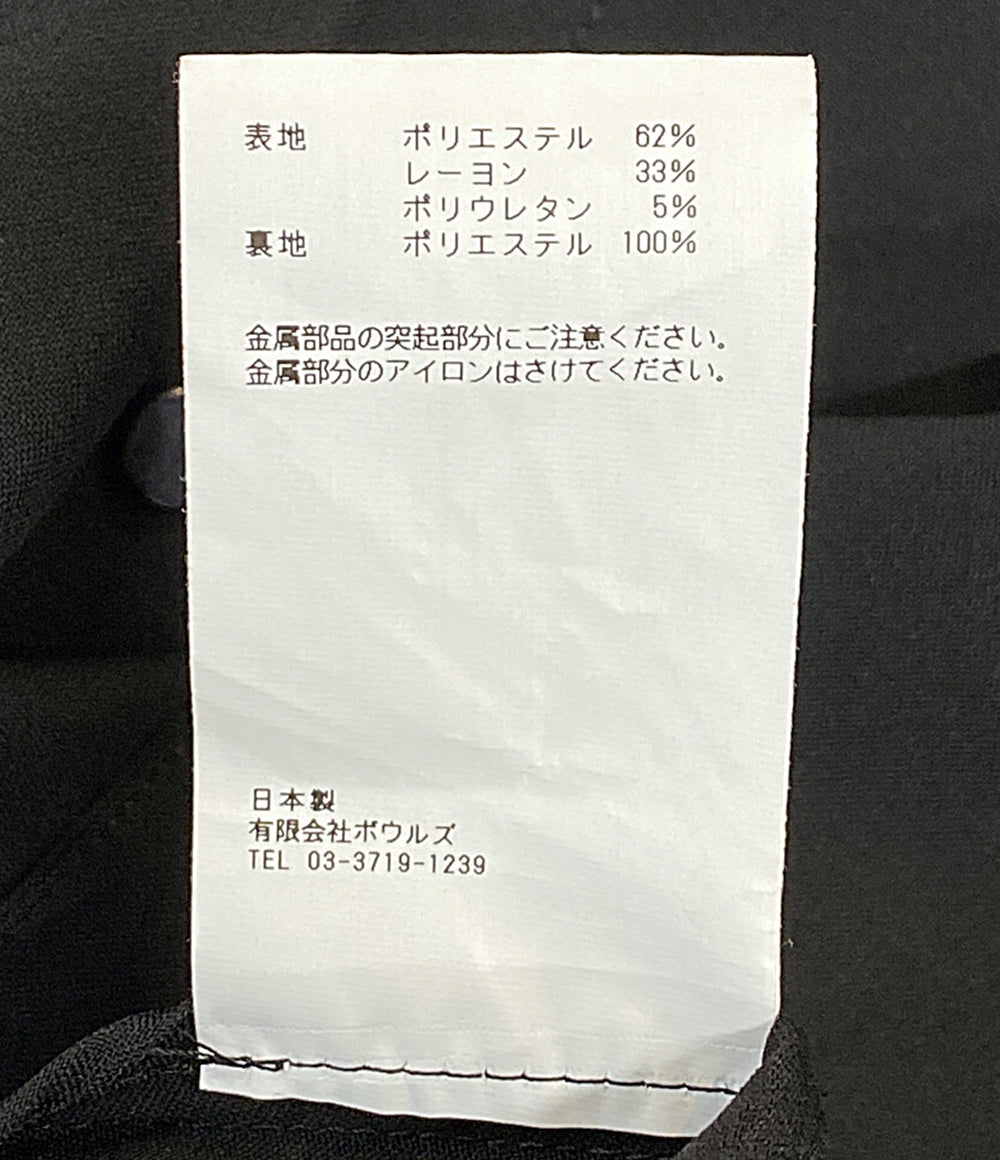 表地 ポリエステル 62%
レーヨン 33%
ポリウレタン 5%
裏地 ポリエステル 100%
金属部品の突起部分にご注意ください。
金属部分のアイロンはさけてください。
日本製
有限会社ボウルズ
TEL 03-3719-1239